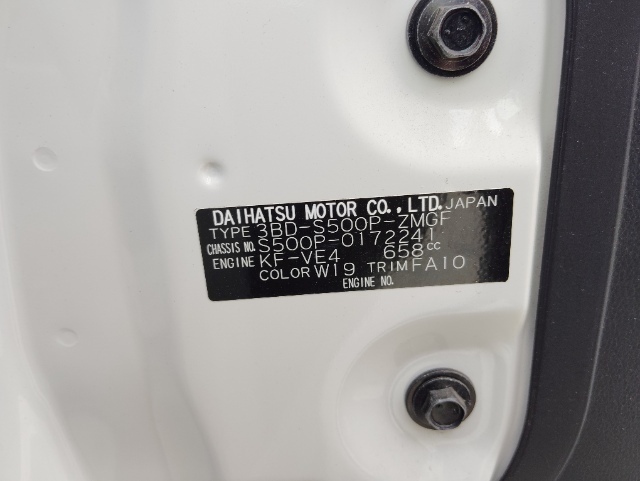 DAIHATSU MOTOR CO.,LTD. JAPAN
TYPE 3BD-S500P-ZMGF
CHASSIS NO. S500P-0172241
ENGINE KF-VE4 658cc
COLOR W19 TRIM FA10
ENGINE NO.